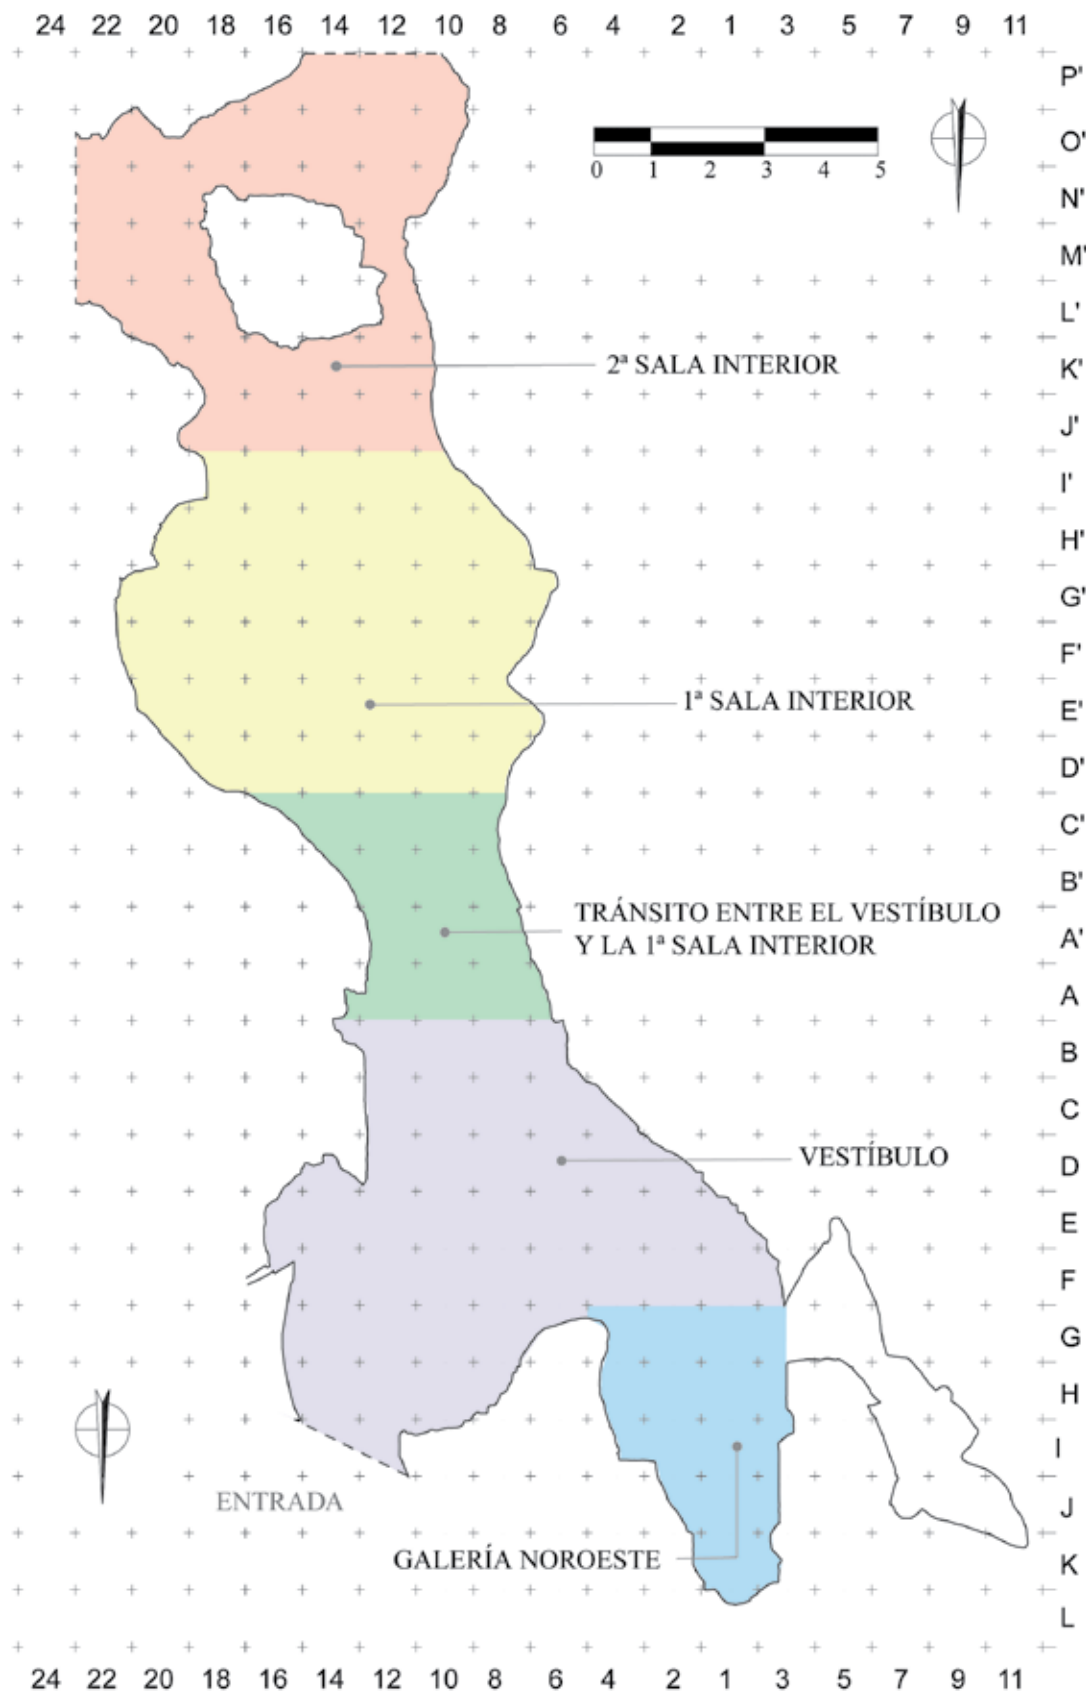 24 22 20 18 16 14 12 10 8 6 4 2 1 3 5 7 9 11
P'
O'
0 1 2 3 4 5
N'
M'
L'
2ª SALA INTERIOR
K'
J'
I'
H'
G'
F'
1ª SALA INTERIOR
E'
D'
C'
B'
TRÁNSITO ENTRE EL VESTÍBULO
Y LA 1ª SALA INTERIOR
A'
A
B
C
VESTÍBULO
D
E
F
G
H
I
ENTRADA
J
GALERÍA NOROESTE
K
L
24 22 20 18 16 14 12 10 8 6 4 2 1 3 5 7 9 11